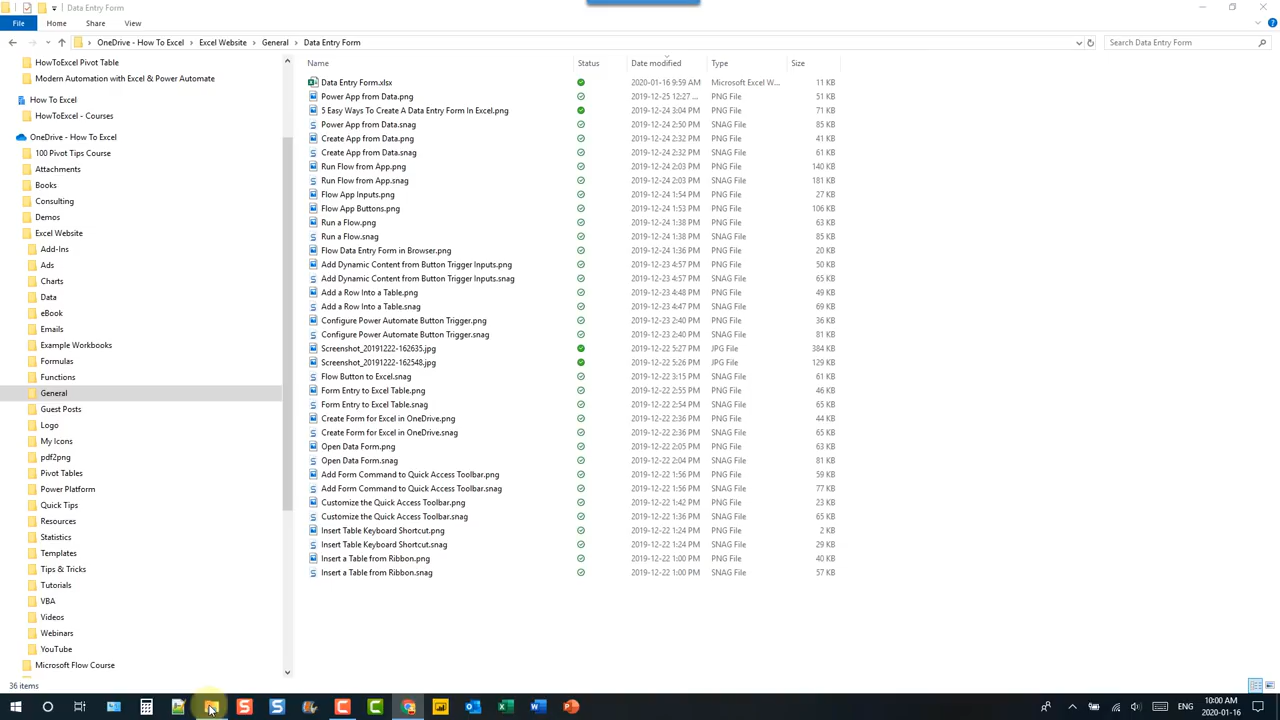 Data Entry Form
File Home Share View
OneDrive - How To Excel Excel Website General Data Entry Form Search Data Entry Form
Name Status Date modified Type Size
HowToExcel Pivot Table
Modern Automation with Excel & Power Automate
How To Excel
HowToExcel - Courses
OneDrive - How To Excel
100 Pivot Tips Course
Attachments
Books
Consulting
Demos
Excel Website
Add-Ins
Ads
Charts
Data
eBook
Emails
Example Workbooks
Formulas
Functions
General
Guest Posts
Logo
My Icons
pdf2png
Pivot Tables
Power Platform
Quick Tips
Resources
Statistics
Templates
Tips & Tricks
Tutorials
VBA
Videos
Webinars
YouTube
Microsoft Flow Course
Data Entry Form.xlsx 2020-01-16 9:59 AM Microsoft Excel W... 11 KB
Power App from Data.png 2019-12-25 12:27 ... PNG File 51 KB
5 Easy Ways To Create A Data Entry Form In Excel.png 2019-12-24 3:04 PM PNG File 71 KB
Power App from Data.snag 2019-12-24 2:50 PM SNAG File 85 KB
Create App from Data.png 2019-12-24 2:32 PM PNG File 41 KB
Create App from Data.snag 2019-12-24 2:32 PM SNAG File 61 KB
Run Flow from App.png 2019-12-24 2:03 PM PNG File 140 KB
Run Flow from App.snag 2019-12-24 2:03 PM SNAG File 181 KB
Flow App Inputs.png 2019-12-24 1:54 PM PNG File 27 KB
Flow App Buttons.png 2019-12-24 1:53 PM PNG File 106 KB
Run a Flow.png 2019-12-24 1:38 PM PNG File 63 KB
Run a Flow.snag 2019-12-24 1:38 PM SNAG File 85 KB
Flow Data Entry Form in Browser.png 2019-12-24 1:36 PM PNG File 20 KB
Add Dynamic Content from Button Trigger Inputs.png 2019-12-23 4:57 PM PNG File 50 KB
Add Dynamic Content from Button Trigger Inputs.snag 2019-12-23 4:57 PM SNAG File 65 KB
Add a Row Into a Table.png 2019-12-23 4:48 PM PNG File 49 KB
Add a Row Into a Table.snag 2019-12-23 4:47 PM SNAG File 69 KB
Configure Power Automate Button Trigger.png 2019-12-23 2:40 PM PNG File 36 KB
Configure Power Automate Button Trigger.snag 2019-12-23 2:40 PM SNAG File 81 KB
Screenshot_20191222-162635.jpg 2019-12-22 5:27 PM JPG File 384 KB
Screenshot_20191222-162548.jpg 2019-12-22 5:26 PM JPG File 129 KB
Flow Button to Excel.snag 2019-12-22 3:15 PM SNAG File 61 KB
Form Entry to Excel Table.png 2019-12-22 2:55 PM PNG File 46 KB
Form Entry to Excel Table.snag 2019-12-22 2:54 PM SNAG File 65 KB
Create Form for Excel in OneDrive.png 2019-12-22 2:36 PM PNG File 44 KB
Create Form for Excel in OneDrive.snag 2019-12-22 2:36 PM SNAG File 65 KB
Open Data Form.png 2019-12-22 2:05 PM PNG File 63 KB
Open Data Form.snag 2019-12-22 2:04 PM SNAG File 81 KB
Add Form Command to Quick Access Toolbar.png 2019-12-22 1:56 PM PNG File 59 KB
Add Form Command to Quick Access Toolbar.snag 2019-12-22 1:56 PM SNAG File 77 KB
Customize the Quick Access Toolbar.png 2019-12-22 1:42 PM PNG File 23 KB
Customize the Quick Access Toolbar.snag 2019-12-22 1:36 PM SNAG File 65 KB
Insert Table Keyboard Shortcut.png 2019-12-22 1:24 PM PNG File 2 KB
Insert Table Keyboard Shortcut.snag 2019-12-22 1:24 PM SNAG File 29 KB
Insert a Table from Ribbon.png 2019-12-22 1:00 PM PNG File 40 KB
Insert a Table from Ribbon.snag 2019-12-22 1:00 PM SNAG File 57 KB
36 items
ENG 10:00 AM
2020-01-16